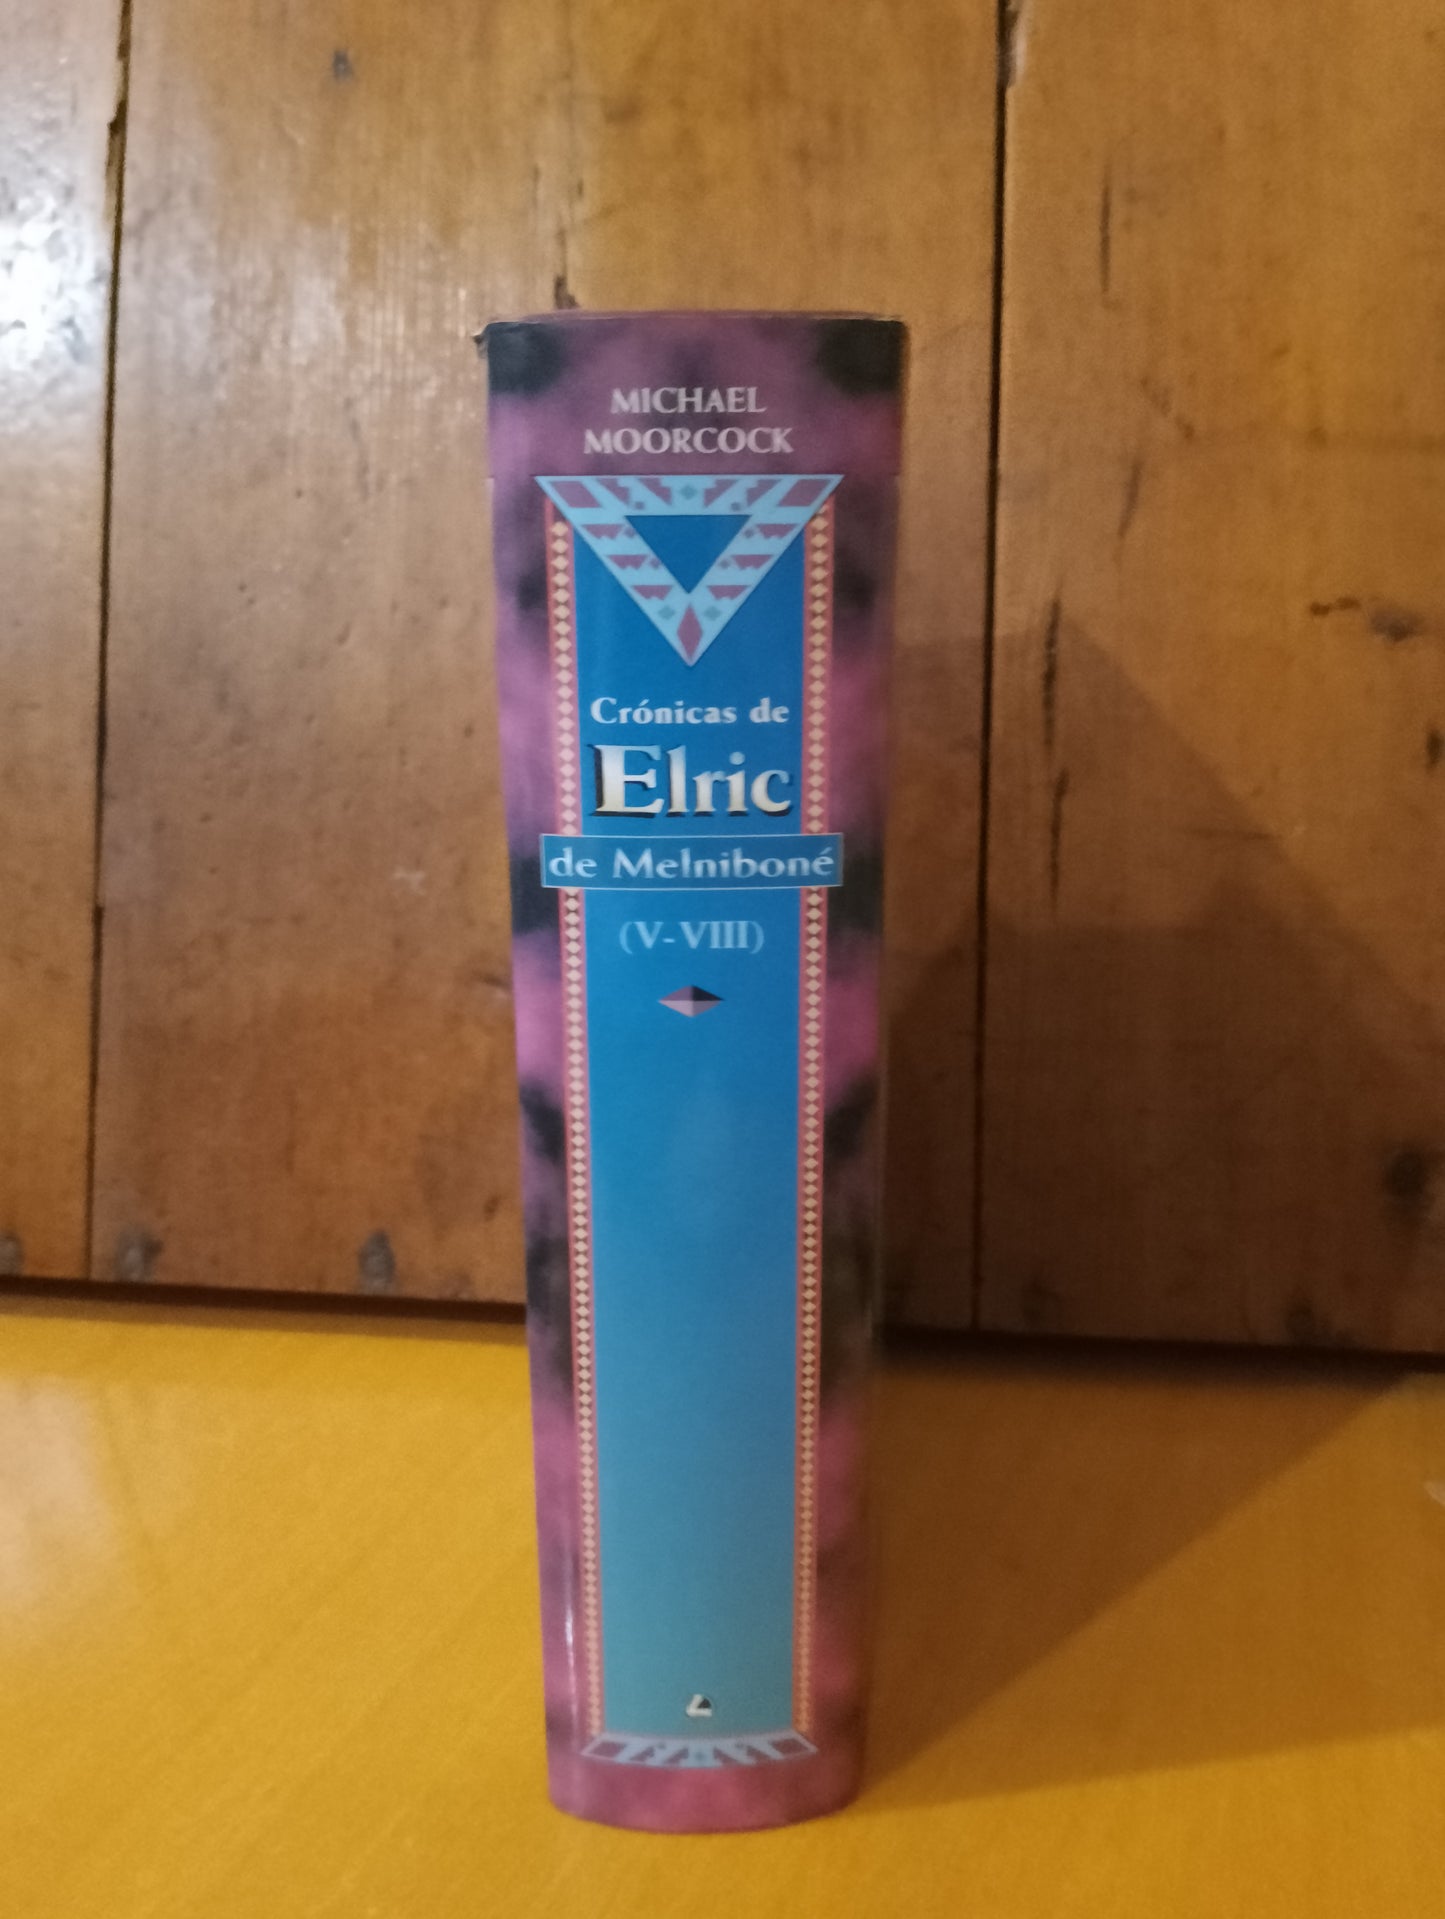 MICHAEL
MOORCOCK
Crónicas de
Elric
de Melniboné
(V-VIII)